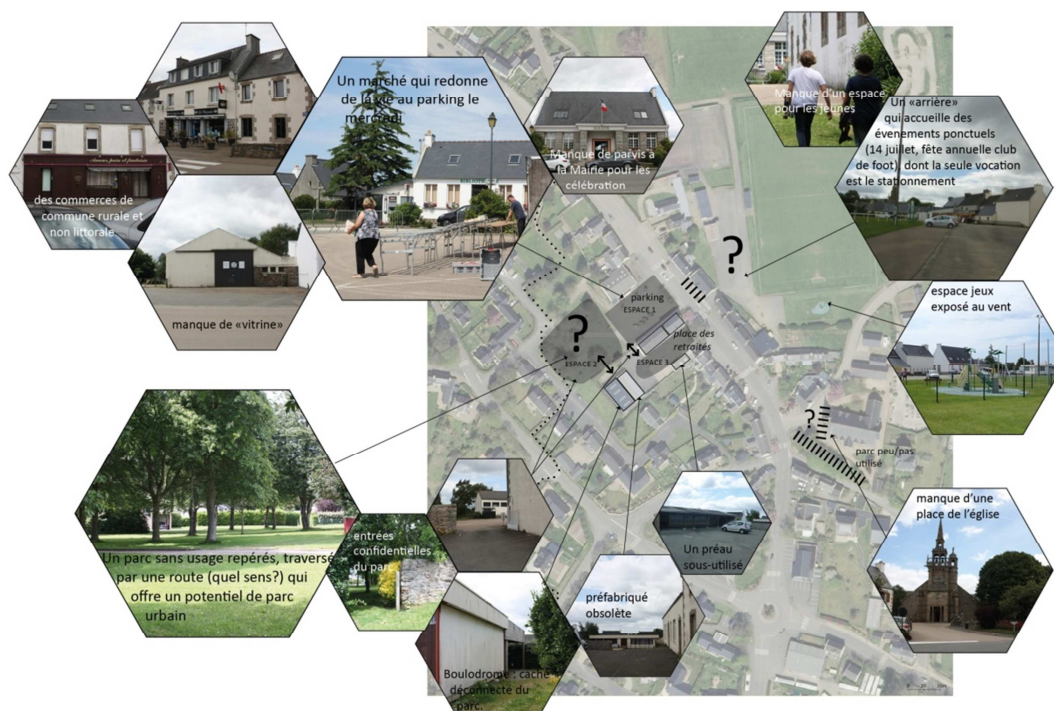 Un marché qui redonne
de la vie au parking le
mercredi
BIBLIOTHÈQUE
des commerces de
commune rurale et
non littorale
manque de «vitrine»
Manque de parvis à
la Mairie pour les
célébration
Manque d'un espace
pour les jeunes
Un «arrière»
qui accueille des
évenements ponctuels
(14 juillet, fête annuelle club
de foot) dont la seule vocation
est le stationnement
espace jeux
exposé au vent
?
parking
ESPACE 1
?
ESPACE 2
place des
retraités
ESPACE 3
?
parc peu/pas
utilisé
manque d'une
place de l'église
Un parc sans usage repérés, traversé
par une route (quel sens?) qui
offre un potentiel de parc
urbain
entrées
confidentielles
du parc
Boulodrome : caché
déconnecté du
parc.
préfabriqué
obsolète
Un préau
sous-utilisé